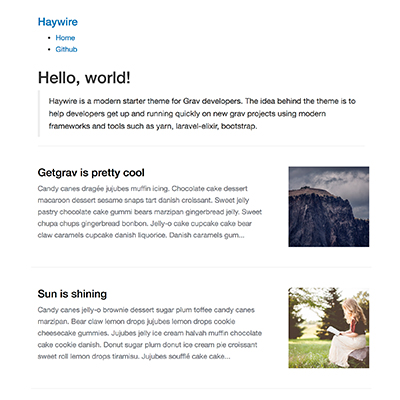 Haywire
Home
Github
Hello, world!
Haywire is a modern starter theme for Grav developers. The idea behind the theme is to
help developers get up and running quickly on new grav projects using modern
frameworks and tools such as yarn, laravel-elixir, bootstrap.
Getgrav is pretty cool
Candy canes dragée jujubes muffin icing. Chocolate cake dessert
macaroon dessert sesame snaps tart danish croissant. Sweet jelly
pastry chocolate cake gummi bears marzipan gingerbread jelly. Sweet
chupa chups gingerbread bonbon. Jelly-o cake cupcake cake bear
claw caramels cupcake danish liquorice. Danish caramels gum...
Sun is shining
Candy canes jelly-o brownie dessert sugar plum toffee candy canes
marzipan. Bear claw lemon drops jujubes lemon drops cookie
cheesecake gummies. Jujubes jelly ice cream halvah muffin chocolate
cake cookie danish. Donut sugar plum donut ice cream pie croissant
sweet roll lemon drops tiramisu. Jujubes soufflé cake cake...